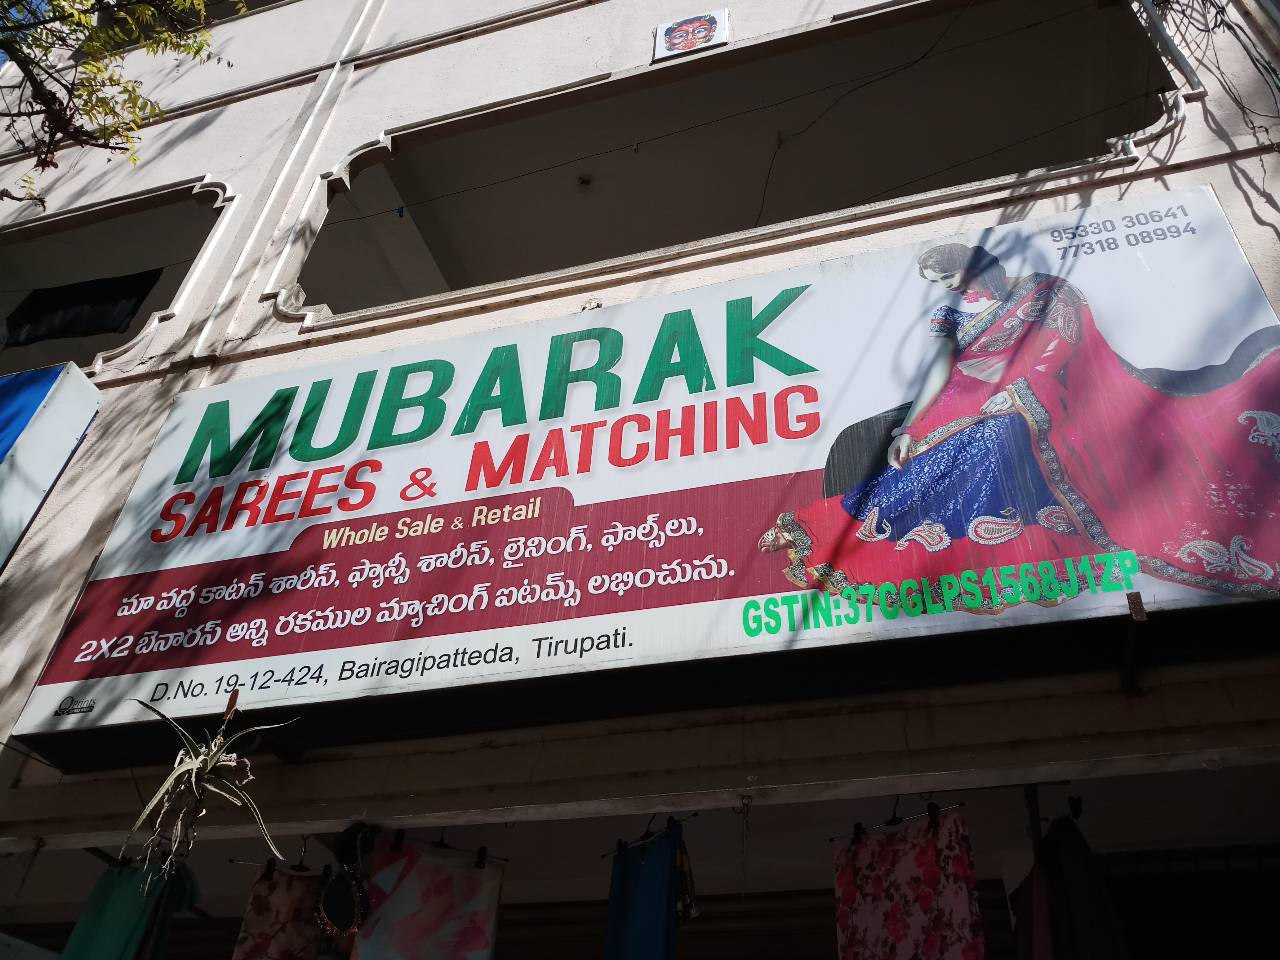 95330 30641
77318 08994
MUBARAK
SAREES & MATCHING
Whole Sale & Retail
మా వద్ద కాటన్ శారీస్, ఫ్యాన్సీ శారీస్, లైనింగ్, ఫాల్స్‌లు,
2X2 బెనారస్ అన్ని రకముల మ్యాచింగ్ ఐటమ్స్ లభించును.
GSTIN:37CGLPS1568J1ZP
D.No.19-12-424, Bairagipatteda, Tirupati.